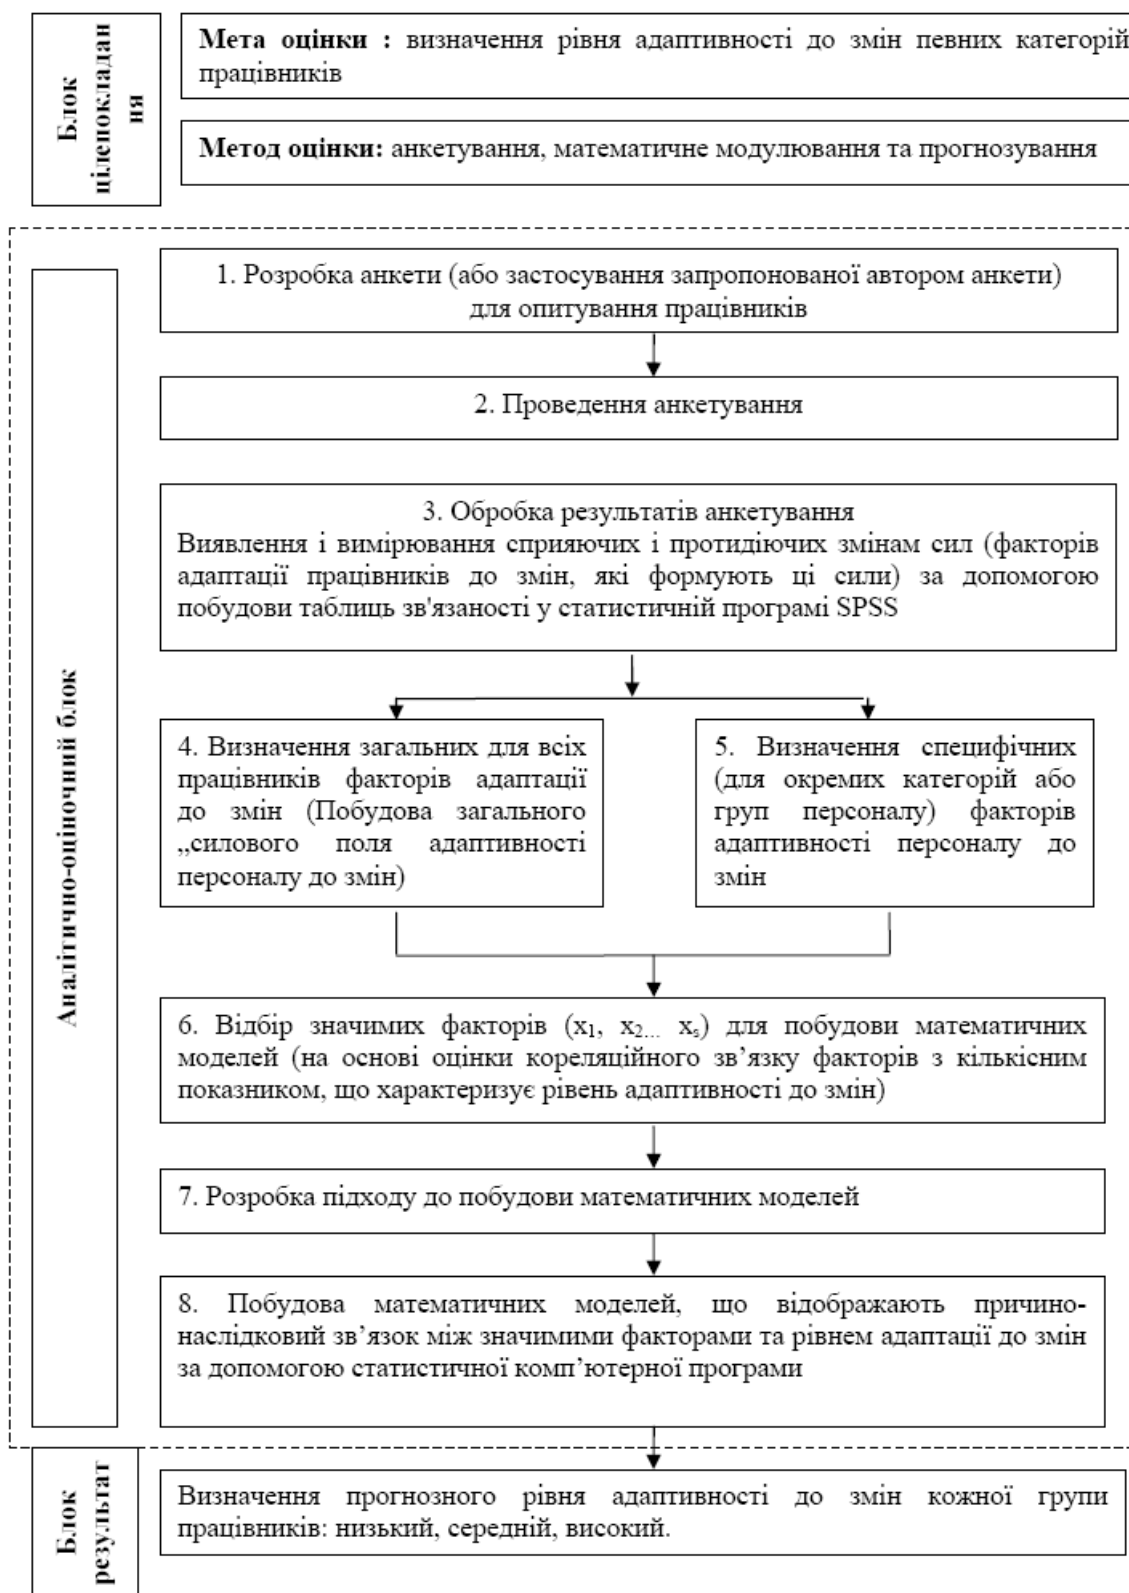 Блок
цілепокладан
ня
Мета оцінки : визначення рівня адаптивності до змін певних категорій
працівників
Метод оцінки: анкетування, математичне модулювання та прогнозування
Аналітично-оціночний блок
1. Розробка анкети (або застосування запропонованої автором анкети)
для опитування працівників
2. Проведення анкетування
3. Обробка результатів анкетування
Виявлення і вимірювання сприяючих і протидіючих змінам сил (факторів
адаптації працівників до змін, які формують ці сили) за допомогою
побудови таблиць зв'язаності у статистичній програмі SPSS
4. Визначення загальних для всіх
працівників факторів адаптації
до змін (Побудова загального
„силового поля адаптивності
персоналу до змін)
5. Визначення специфічних
(для окремих категорій або
груп персоналу) факторів
адаптивності персоналу до
змін
6. Відбір значимих факторів (x₁, x₂... xₛ) для побудови математичних
моделей (на основі оцінки кореляційного зв’язку факторів з кількісним
показником, що характеризує рівень адаптивності до змін)
7. Розробка підходу до побудови математичних моделей
8. Побудова математичних моделей, що відображають причино-
наслідковий зв’язок між значимими факторами та рівнем адаптації до змін
за допомогою статистичної комп’ютерної програми
Блок
результат
Визначення прогнозного рівня адаптивності до змін кожної групи
працівників: низький, середній, високий.